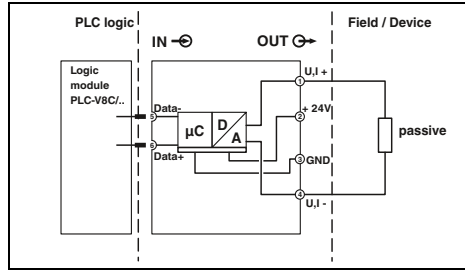 PLC logic
Field / Device
IN
OUT
Logic
module
PLC-V8C/..
U,I +
1
+ 24V
2
Data-
5
µC
D
A
passive
6
Data+
3
GND
4
U,I -